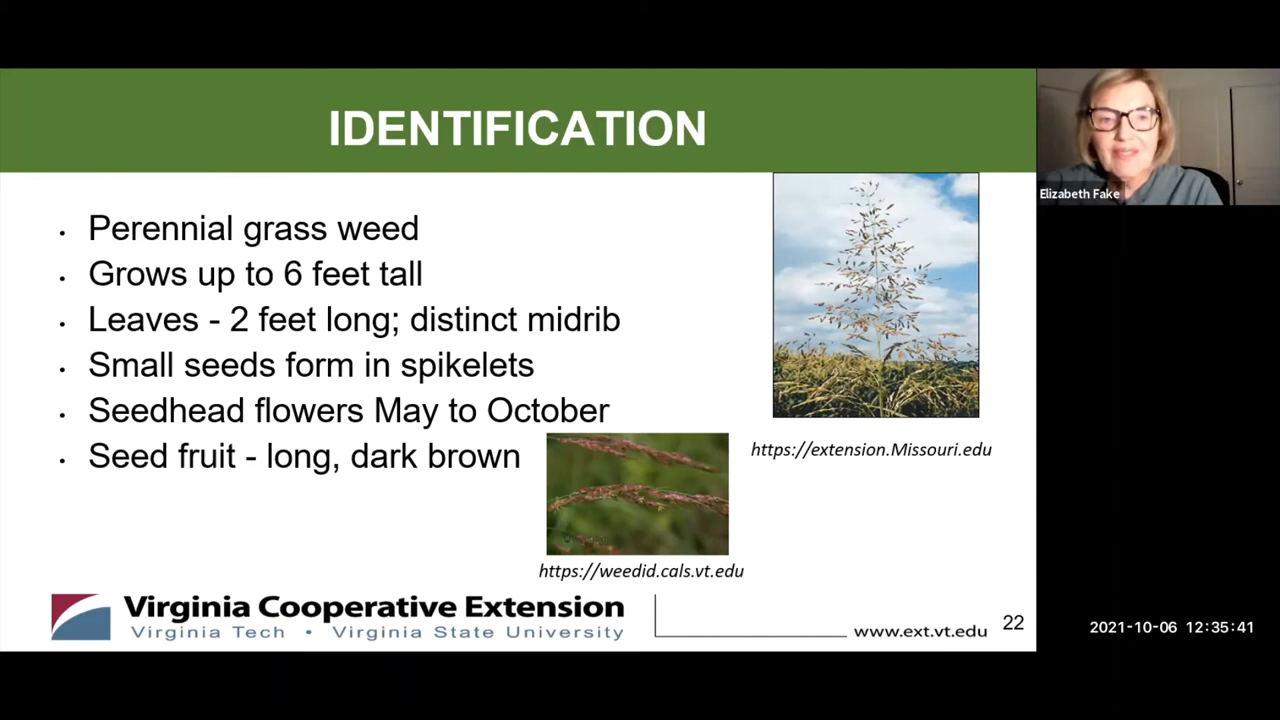 IDENTIFICATION
Elizabeth Fake
• Perennial grass weed
• Grows up to 6 feet tall
• Leaves - 2 feet long; distinct midrib
• Small seeds form in spikelets
• Seedhead flowers May to October
• Seed fruit - long, dark brown
https://extension.Missouri.edu
https://weedid.cals.vt.edu
Virginia Cooperative Extension
Virginia Tech • Virginia State University
www.ext.vt.edu
22
2021-10-06 12:35:41